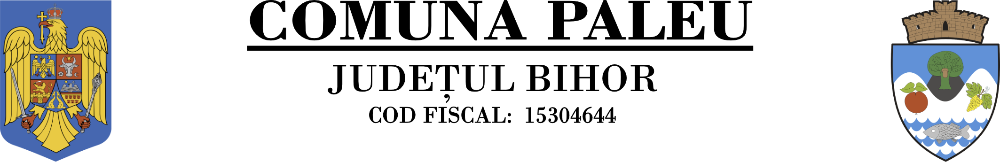 COMUNA PALEU
JUDEȚUL BIHOR
COD FISCAL: 15304644